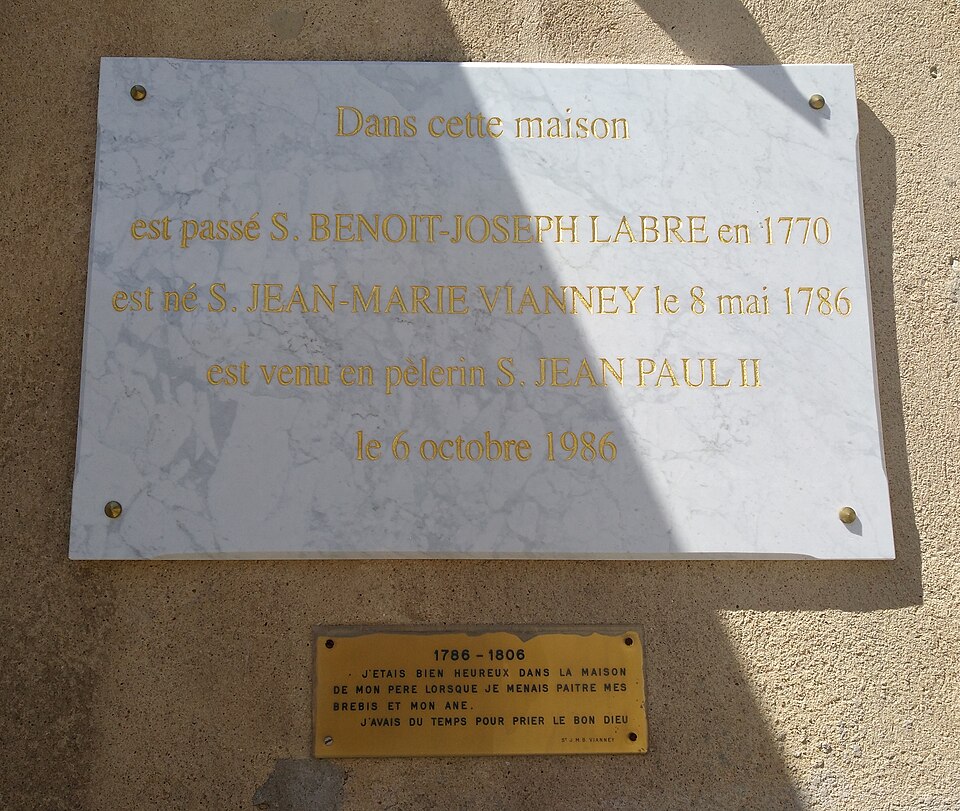 Dans cette maison
est passé S. BENOIT-JOSEPH LABRE en 1770
est né S. JEAN-MARIE VIANNEY le 8 mai 1786
est venu en pèlerin S. JEAN PAUL II
le 6 octobre 1986
1786 - 1806
J'ETAIS BIEN HEUREUX DANS LA MAISON
DE MON PERE LORSQUE JE MENAIS PAITRE MES
BREBIS ET MON ANE.
J'AVAIS DU TEMPS POUR PRIER LE BON DIEU
ST J.M.B. VIANNEY